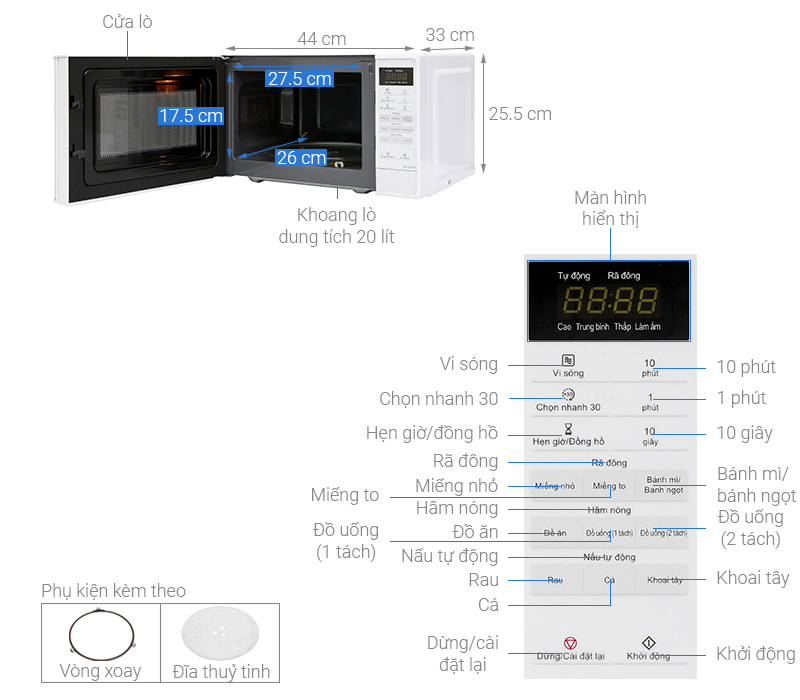 Cửa lò
44 cm
33 cm
27.5 cm
17.5 cm
26 cm
25.5 cm
Khoang lò
dung tích 20 lít
Màn hình
hiển thị
Tự động Rã đông
88:88
Cao Trung bình Thấp Làm ấm
Vi sóng
Vi sóng
10
phút
10 phút
Chọn nhanh 30
Chọn nhanh 30
1
phút
1 phút
Hẹn giờ/đồng hồ
Hẹn giờ/Đồng hồ
10
giây
10 giây
Rã đông
Rã đông
Miếng to
Miếng nhỏ
Miếng nhỏ
Miếng to
Bánh mì/
Bánh ngọt
Bánh mì/
bánh ngọt
Hâm nóng
Hâm nóng
Đồ uống
(1 tách)
Đồ ăn
Đồ ăn
Đồ uống (1 tách)
Đồ uống (2 tách)
Đồ uống
(2 tách)
Nấu tự động
Nấu tự động
Rau
Rau
Cá
Khoai tây
Khoai tây
Cá
Dừng/cài
đặt lại
Dừng/Cài đặt lại
Khởi động
Khởi động
Phụ kiện kèm theo
Vòng xoay
Đĩa thuỷ tinh